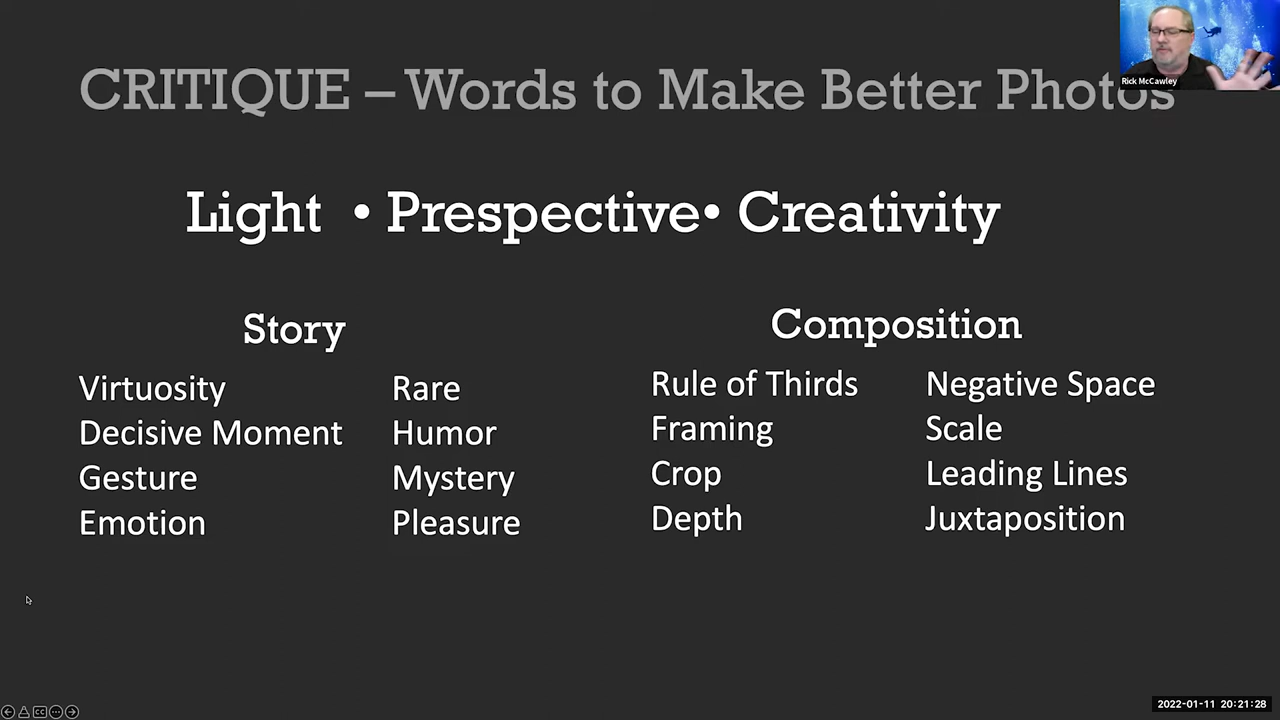 CRITIQUE – Words to Make Better Photos
Rick McCawley
Light • Prespective• Creativity
Story
Virtuosity
Decisive Moment
Gesture
Emotion
Rare
Humor
Mystery
Pleasure
Composition
Rule of Thirds
Framing
Crop
Depth
Negative Space
Scale
Leading Lines
Juxtaposition
CC
2022-01-11 20:21:28